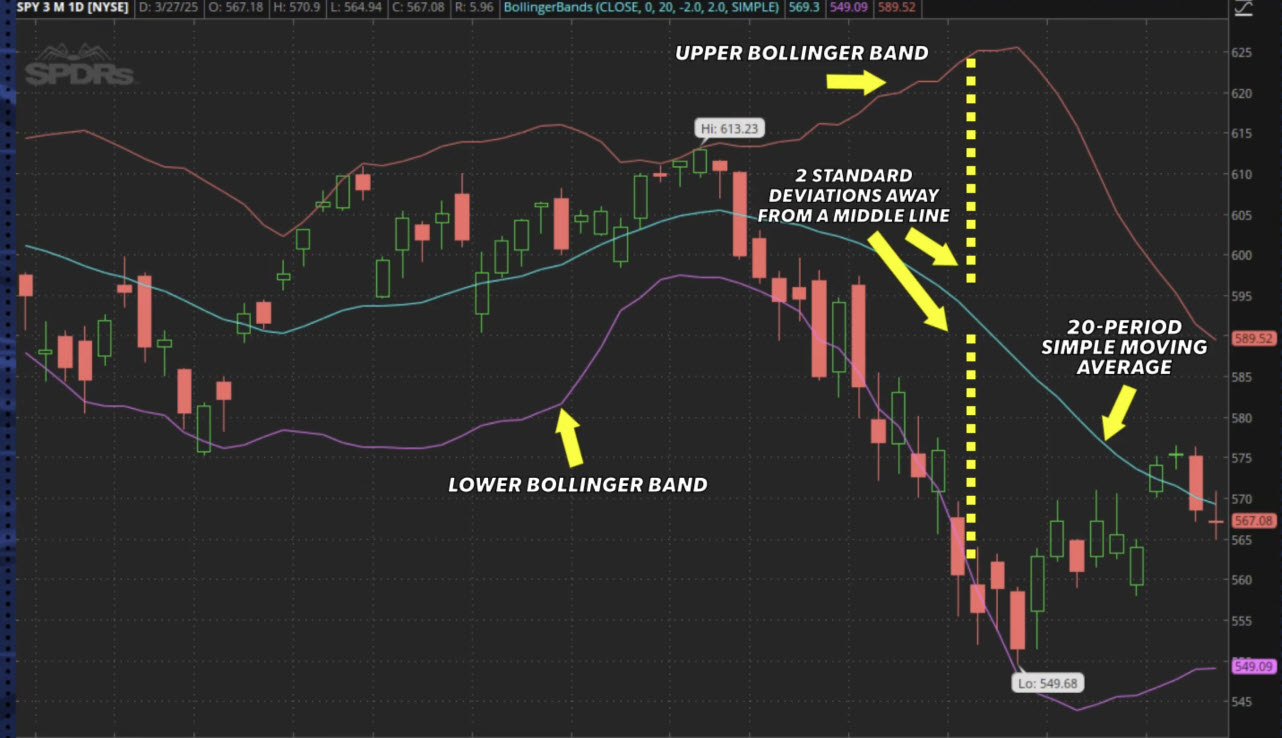 SPY 3 M 1D [NYSE] D: 3/27/25 O: 567.18 H: 570.9 L: 564.94 C: 567.08 R: 5.96 BollingerBands (CLOSE, 0, 20, -2.0, 2.0, SIMPLE) 569.3 549.09 589.52
SPDRs
UPPER BOLLINGER BAND
Hi: 613.23
2 STANDARD
DEVIATIONS AWAY
FROM A MIDDLE LINE
20-PERIOD
SIMPLE MOVING
AVERAGE
LOWER BOLLINGER BAND
Lo: 549.68
625
620
615
610
605
600
595
589.52
585
580
575
570
567.08
565
560
555
549.09
545